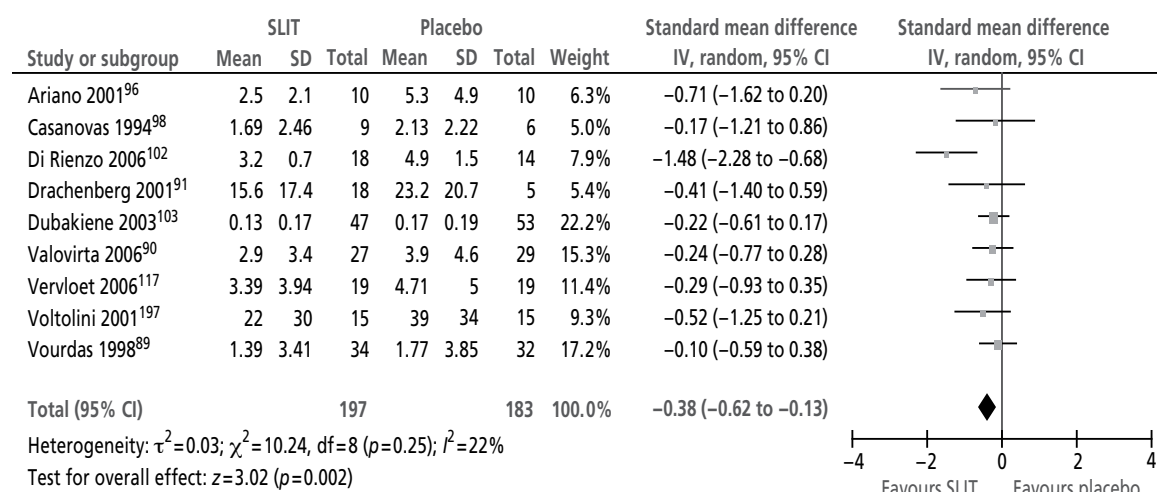 SLIT Placebo Standard mean difference Standard mean difference
Study or subgroup Mean SD Total Mean SD Total Weight IV, random, 95% CI IV, random, 95% CI
Ariano 2001⁹⁶ 2.5 2.1 10 5.3 4.9 10 6.3% −0.71 (−1.62 to 0.20)
Casanovas 1994⁹⁸ 1.69 2.46 9 2.13 2.22 6 5.0% −0.17 (−1.21 to 0.86)
Di Rienzo 2006¹⁰² 3.2 0.7 18 4.9 1.5 14 7.9% −1.48 (−2.28 to −0.68)
Drachenberg 2001⁹¹ 15.6 17.4 18 23.2 20.7 5 5.4% −0.41 (−1.40 to 0.59)
Dubakiene 2003¹⁰³ 0.13 0.17 47 0.17 0.19 53 22.2% −0.22 (−0.61 to 0.17)
Valovirta 2006⁹⁰ 2.9 3.4 27 3.9 4.6 29 15.3% −0.24 (−0.77 to 0.28)
Vervloet 2006¹¹⁷ 3.39 3.94 19 4.71 5 19 11.4% −0.29 (−0.93 to 0.35)
Voltolini 2001¹⁹⁷ 22 30 15 39 34 15 9.3% −0.52 (−1.25 to 0.21)
Vourdas 1998⁸⁹ 1.39 3.41 34 1.77 3.85 32 17.2% −0.10 (−0.59 to 0.38)
Total (95% CI) 197 183 100.0% −0.38 (−0.62 to −0.13)
Heterogeneity: τ²=0.03; χ²=10.24, df=8 (p=0.25); I²=22%
Test for overall effect: z=3.02 (p=0.002)
−4 −2 0 2 4
Favours SLIT Favours placebo